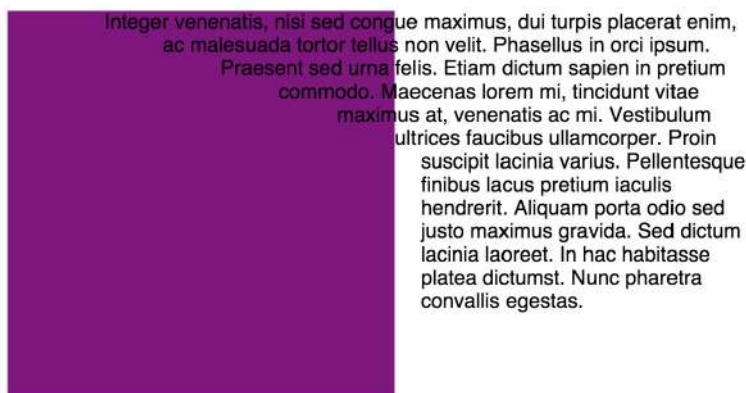 Integer venenatis, nisi sed congue maximus, dui turpis placerat enim,
ac malesuada tortor tellus non velit. Phasellus in orci ipsum.
Praesent sed urna felis. Etiam dictum sapien in pretium
commodo. Maecenas lorem mi, tincidunt vitae
maximus at, venenatis ac mi. Vestibulum
ultrices faucibus ullamcorper. Proin
suscipit lacinia varius. Pellentesque
finibus lacus pretium iaculis
hendrerit. Aliquam porta odio sed
justo maximus gravida. Sed dictum
lacinia laoreet. In hac habitasse
platea dictumst. Nunc pharetra
convallis egestas.